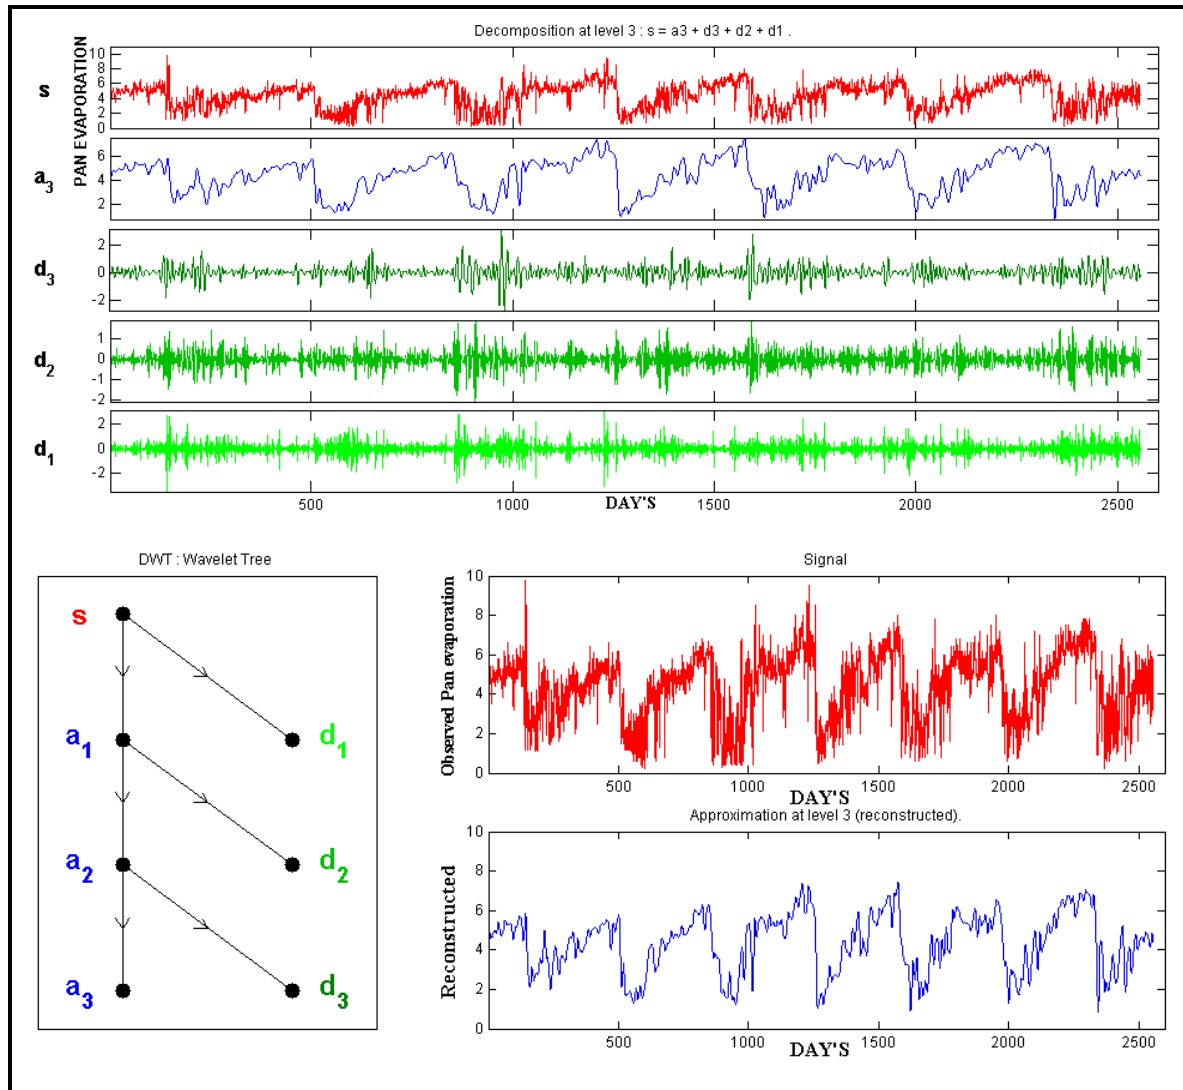 Decomposition at level 3 : s = a3 + d3 + d2 + d1 .
PAN EVAPORATION
s
10
8
6
4
2
0
a3
6
4
2
d3
2
0
-2
d2
1
0
-1
-2
d1
2
0
-2
500 1000 1500 2000 2500
DAY'S
DWT : Wavelet Tree
s
a1 d1
a2 d2
a3 d3
Signal
Observed Pan evaporation
10
8
6
4
2
0
500 1000 1500 2000 2500
DAY'S
Approximation at level 3 (reconstructed).
Reconstructed
10
8
6
4
2
0
500 1000 1500 2000 2500
DAY'S